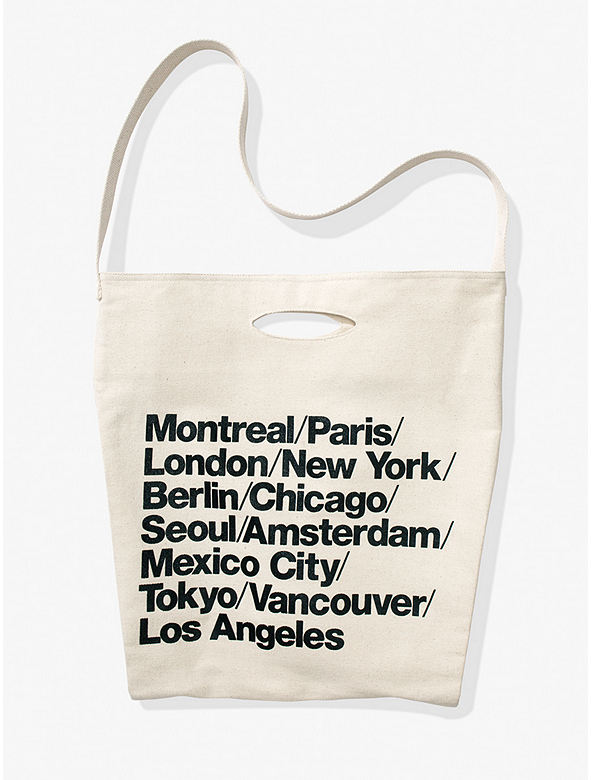 Montreal/Paris/
London/New York/
Berlin/Chicago/
Seoul/Amsterdam/
Mexico City/
Tokyo/Vancouver/
Los Angeles